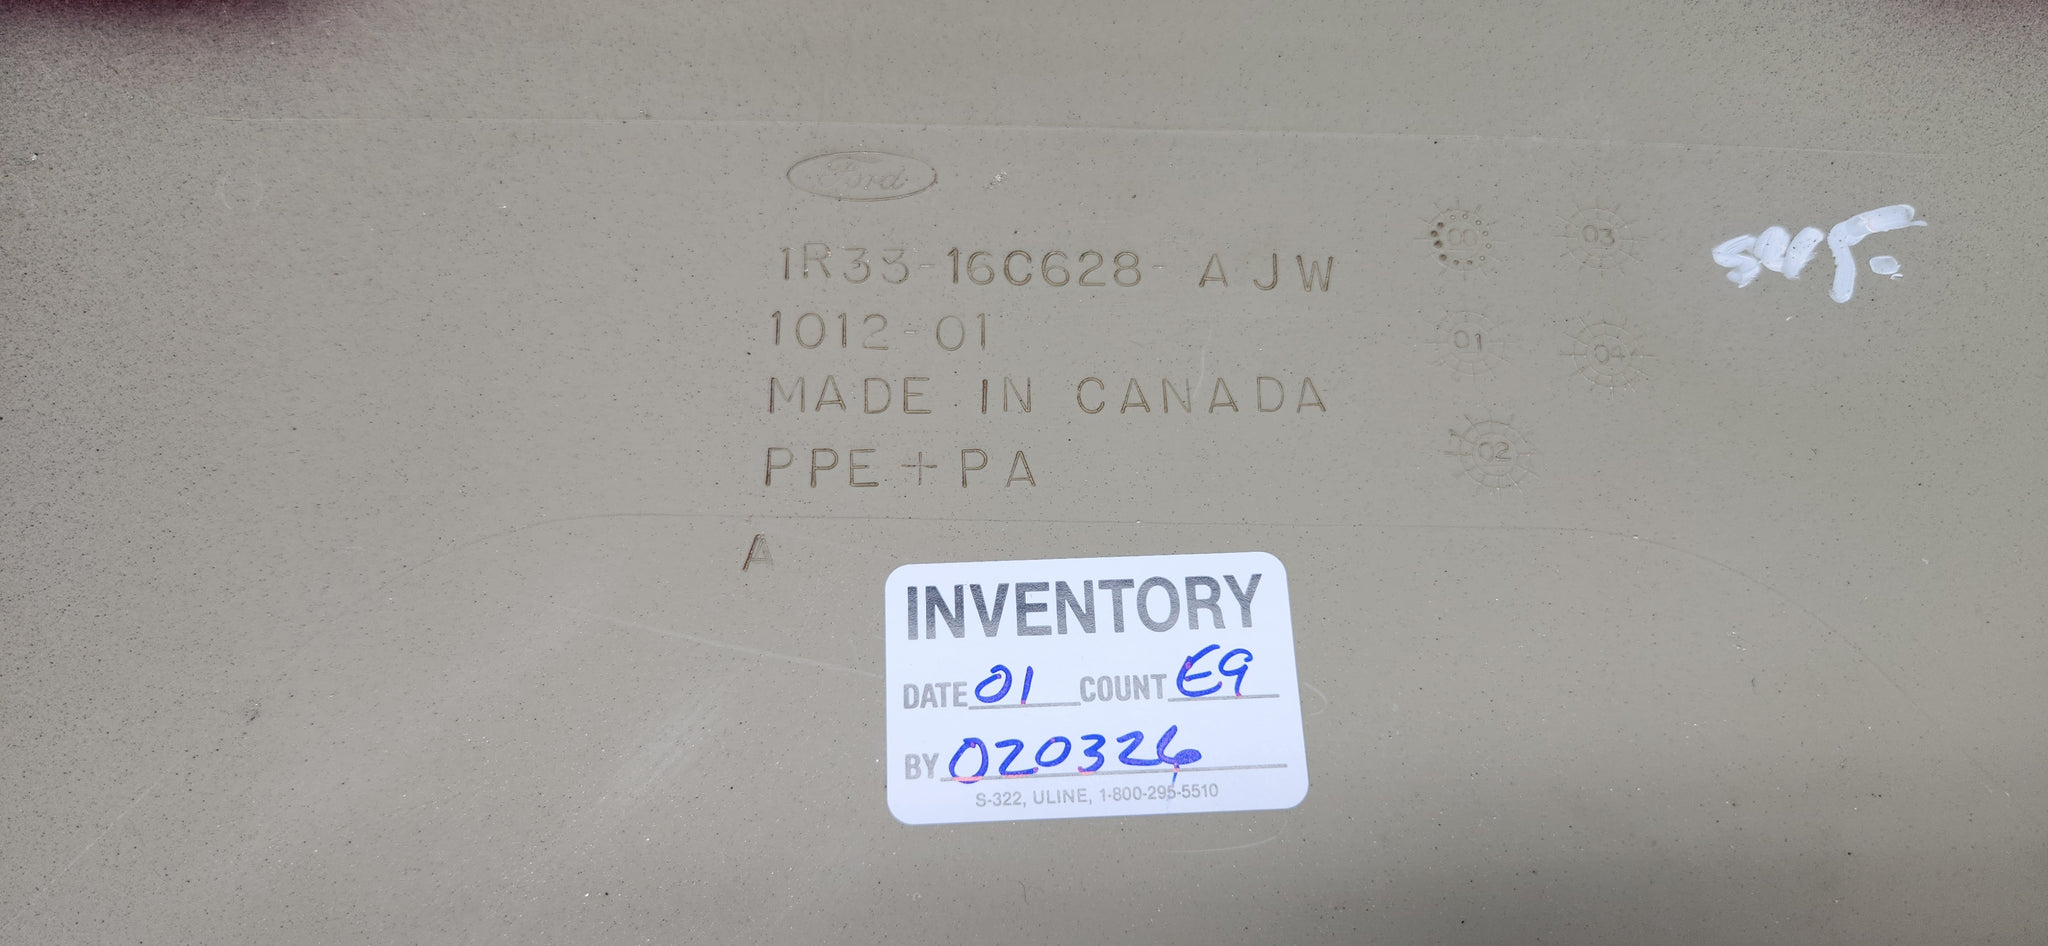 Ford
1R33-16C628-AJW
1012-01
MADE IN CANADA
PPE+PA
A
00
03
01
04
02
INVENTORY
DATE 01 COUNT E9
BY 020326
S-322, ULINE, 1-800-295-5510